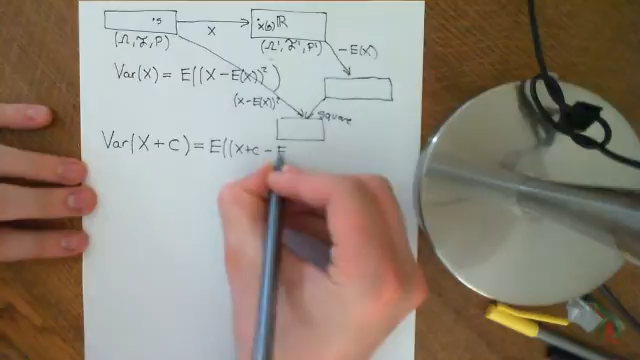 .s X .x(s) ℝ
(Ω, F, P) (Ω', F', P') -E(X)
Var(X) = E((X - E(X))²)
(X-E(X))² square
Var(X + c) = E((X+c - E